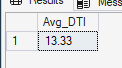 Results Mess
Avg_DTI
1 13.33